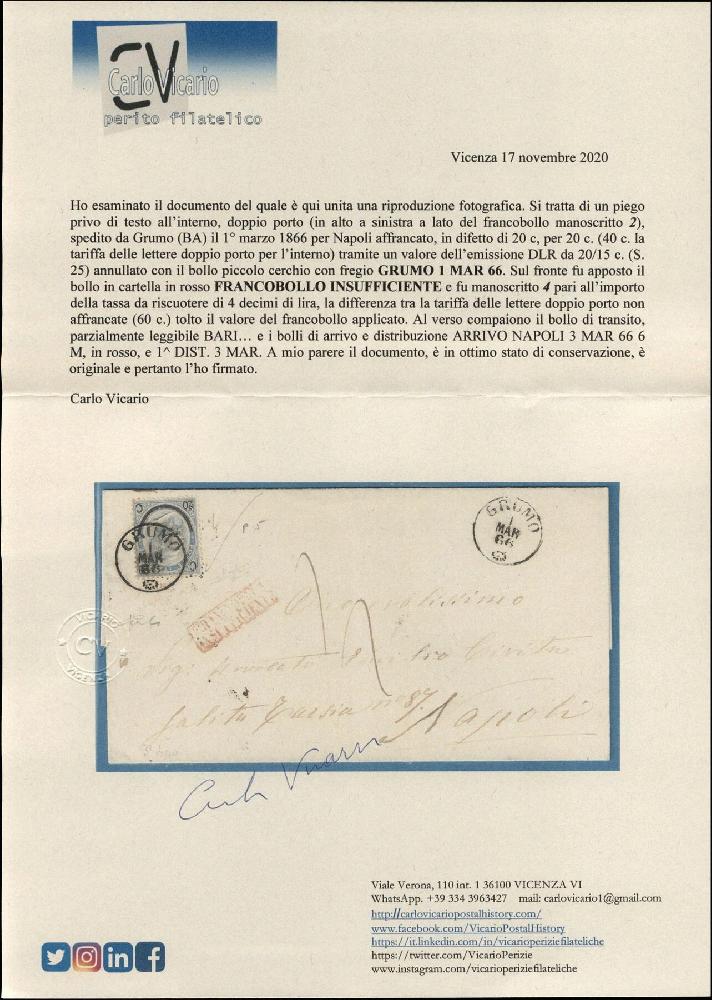 CV
Carlo Vicario
perito filatelico
Vicenza 17 novembre 2020
Ho esaminato il documento del quale è qui unita una riproduzione fotografica. Si tratta di un piego
privo di testo all'interno, doppio porto (in alto a sinistra a lato del francobollo manoscritto 2),
spedito da Grumo (BA) il 1° marzo 1866 per Napoli affrancato, in difetto di 20 c, per 20 c. (40 c. la
tariffa delle lettere doppio porto per l'interno) tramite un valore dell'emissione DLR da 20/15 c. (S.
25) annullato con il bollo piccolo cerchio con fregio GRUMO 1 MAR 66. Sul fronte fu apposto il
bollo in cartella in rosso FRANCOBOLLO INSUFFICIENTE e fu manoscritto 4 pari all'importo
della tassa da riscuotere di 4 decimi di lira, la differenza tra la tariffa delle lettere doppio porto non
affrancate (60 c.) tolto il valore del francobollo applicato. Al verso compaiono il bollo di transito,
parzialmente leggibile BARI... e i bolli di arrivo e distribuzione ARRIVO NAPOLI 3 MAR 66 6
M, in rosso, e 1^ DIST. 3 MAR. A mio parere il documento, è in ottimo stato di conservazione, è
originale e pertanto l'ho firmato.
Carlo Vicario
GRUMO
1
MAR
66
GRUMO
1
MAR
66
VICARIO
CV
VICENZA
Napoli
Viale Verona, 110 int. 1 36100 VICENZA VI
WhatsApp. +39 334 3963427 mail: carlovicario1@gmail.com
http://carlovicariopostalhistory.com/
www.facebook.com/VicarioPostalHistory
https://it.linkedin.com/in/vicarioperiziefilateliche
https://twitter.com/VicarioPerizie
www.instagram.com/vicarioperiziefilateliche